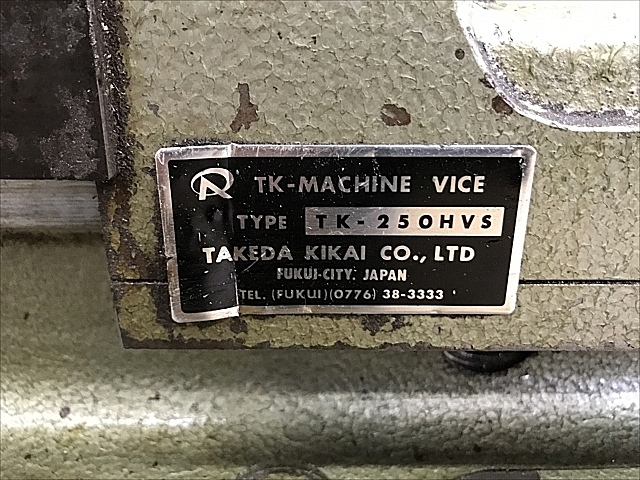 TK-MACHINE VICE
TYPE TK-250HVS
TAKEDA KIKAI CO., LTD
FUKUI-CITY. JAPAN
TEL. (FUKUI)(0776) 38-3333